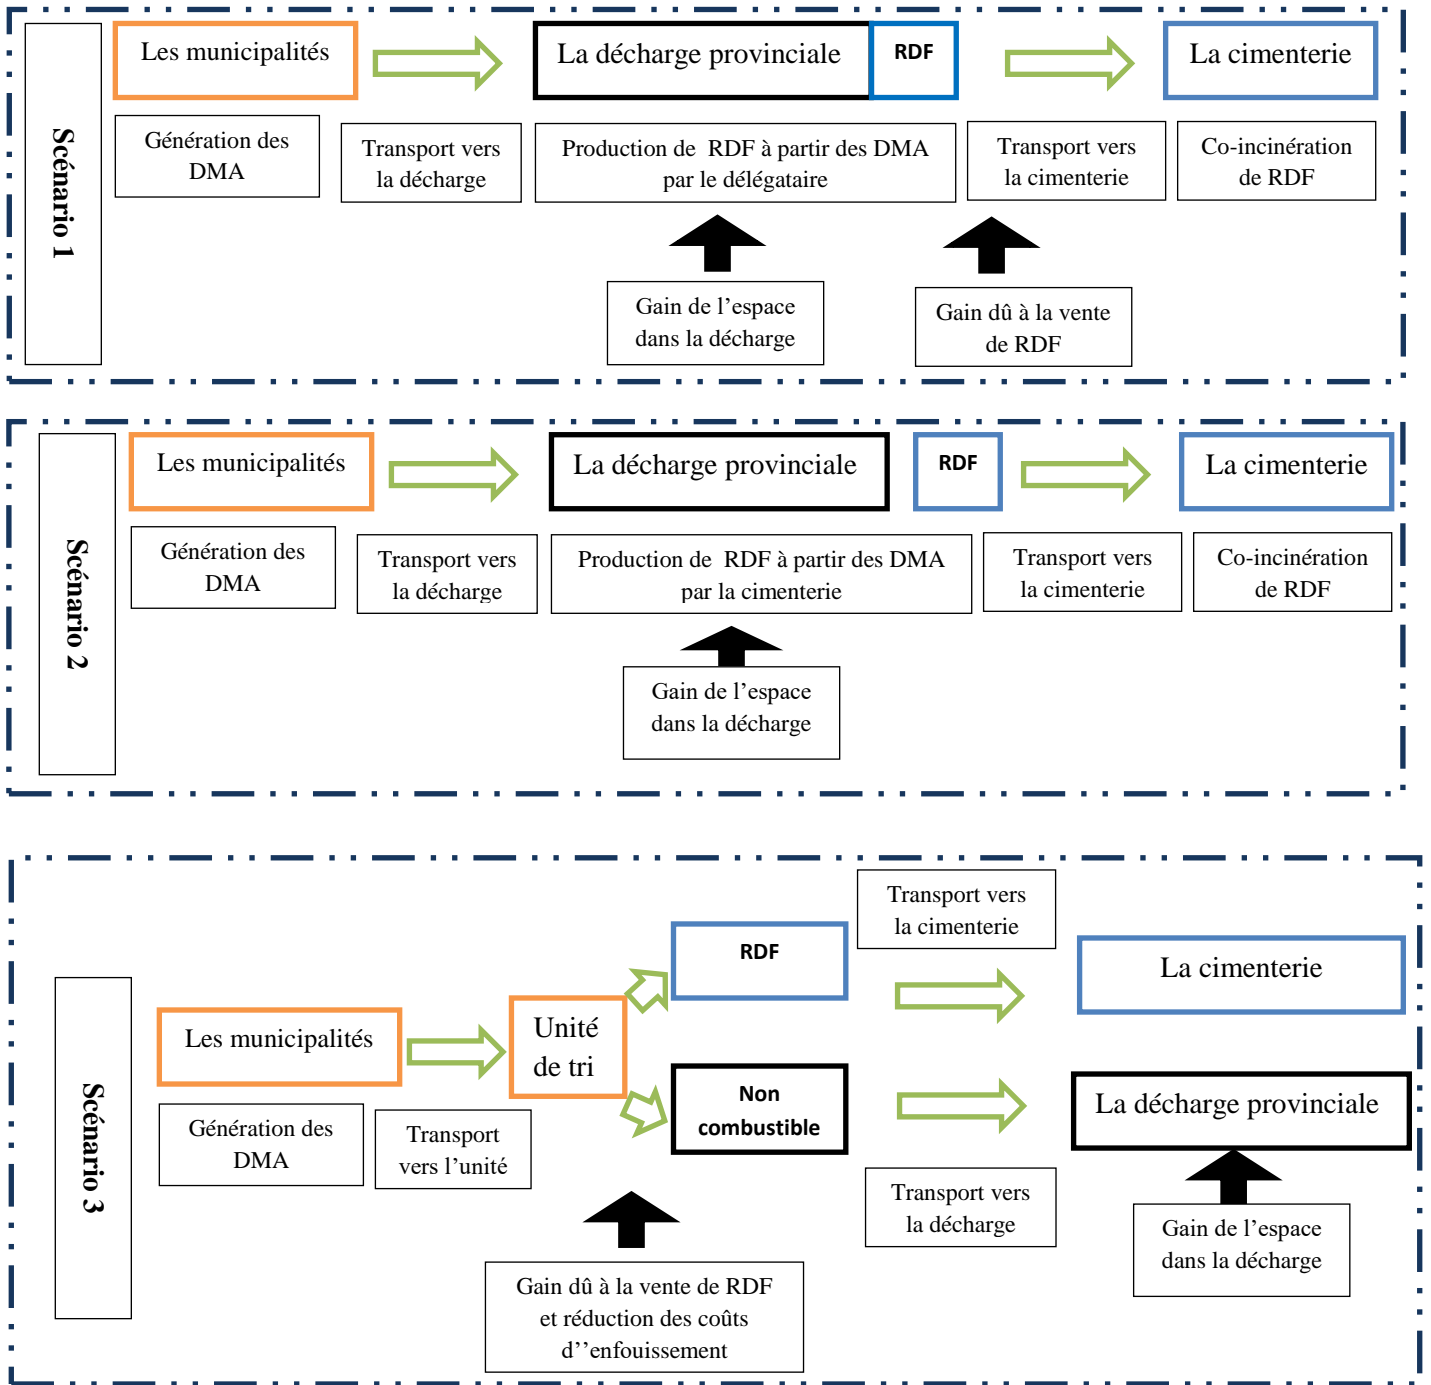 Scénario 1
Les municipalités
La décharge provinciale
RDF
La cimenterie
Génération des
DMA
Transport vers
la décharge
Production de RDF à partir des DMA
par le délégataire
Transport vers
la cimenterie
Co-incinération
de RDF
Gain de l’espace
dans la décharge
Gain dû à la vente
de RDF
Scénario 2
Les municipalités
La décharge provinciale
RDF
La cimenterie
Génération des
DMA
Transport vers
la décharge
Production de RDF à partir des DMA
par la cimenterie
Transport vers
la cimenterie
Co-incinération
de RDF
Gain de l’espace
dans la décharge
Scénario 3
Les municipalités
Génération des
DMA
Transport
vers l’unité
Unité
de tri
RDF
Non
combustible
Transport vers
la cimenterie
La cimenterie
La décharge provinciale
Transport vers
la décharge
Gain de l’espace
dans la décharge
Gain dû à la vente de RDF
et réduction des coûts
d’’enfouissement